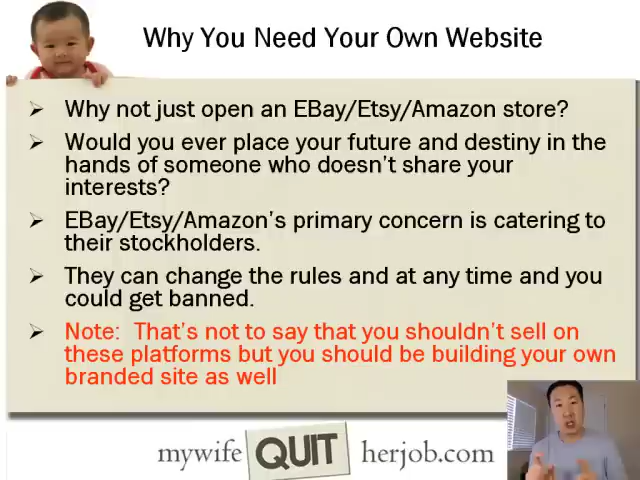 Why You Need Your Own Website
Why not just open an EBay/Etsy/Amazon store?
Would you ever place your future and destiny in the
hands of someone who doesn't share your
interests?
EBay/Etsy/Amazon's primary concern is catering to
their stockholders.
They can change the rules and at any time and you
could get banned.
Note: That's not to say that you shouldn't sell on
these platforms but you should be building your own
branded site as well
mywife QUIT herjob.com